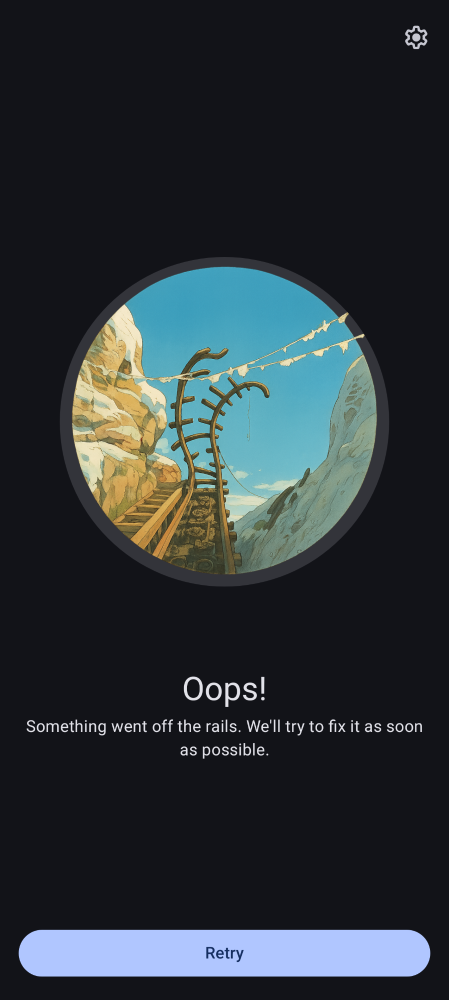 Oops!
Something went off the rails. We'll try to fix it as soon
as possible.
Retry